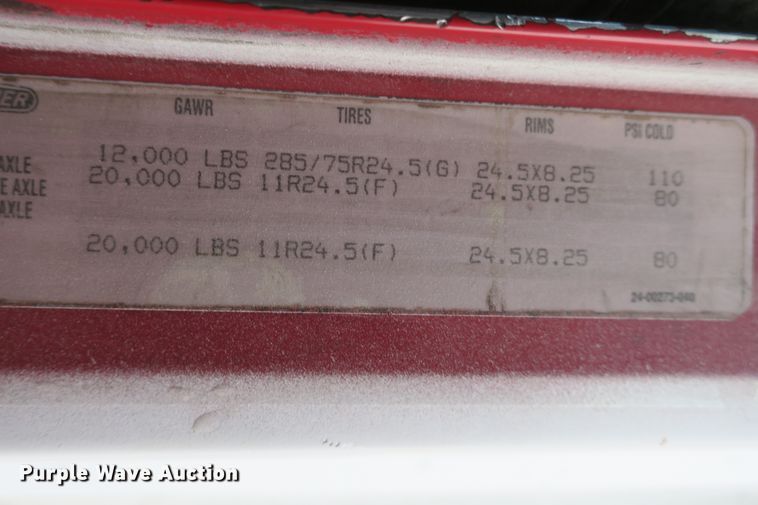 GAWR TIRES RIMS PSI COLD
AXLE 12,000 LBS 285/75R24.5(G) 24.5X8.25 110
E AXLE 20,000 LBS 11R24.5(F) 24.5X8.25 80
AXLE
20,000 LBS 11R24.5(F) 24.5X8.25 80
24-00273-040
Purple Wave Auction